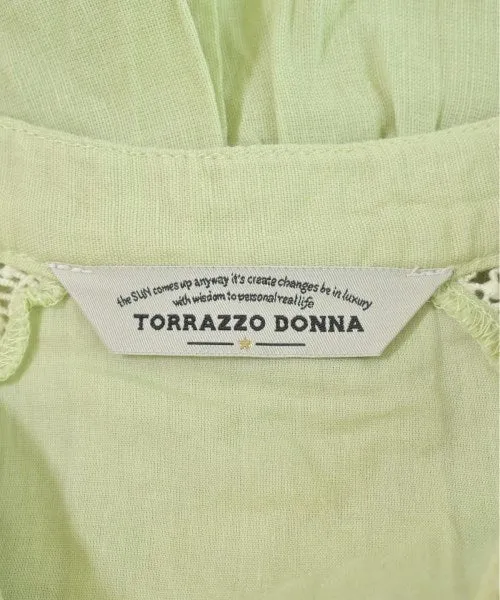 the SUN comes up anyway it's create changes be in luxury
with wisdom to personal real life
TORRAZZO DONNA